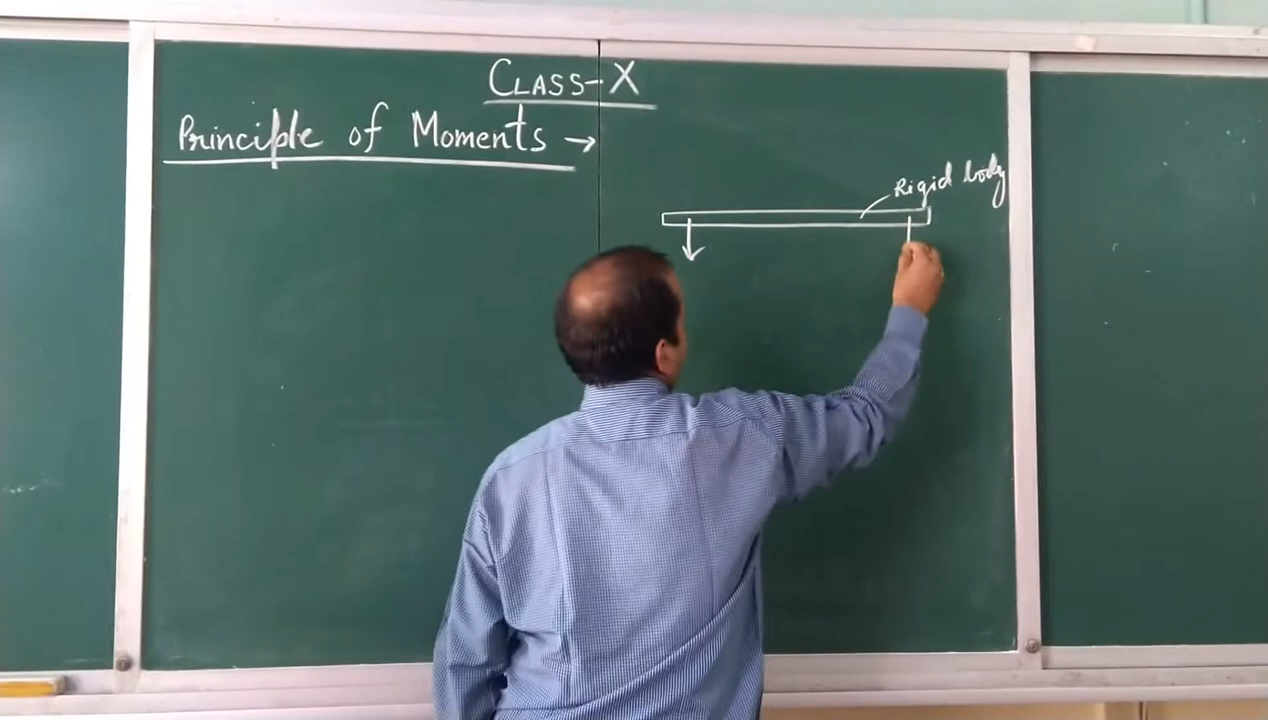 CLASS-X
Principle of Moments →
Rigid body